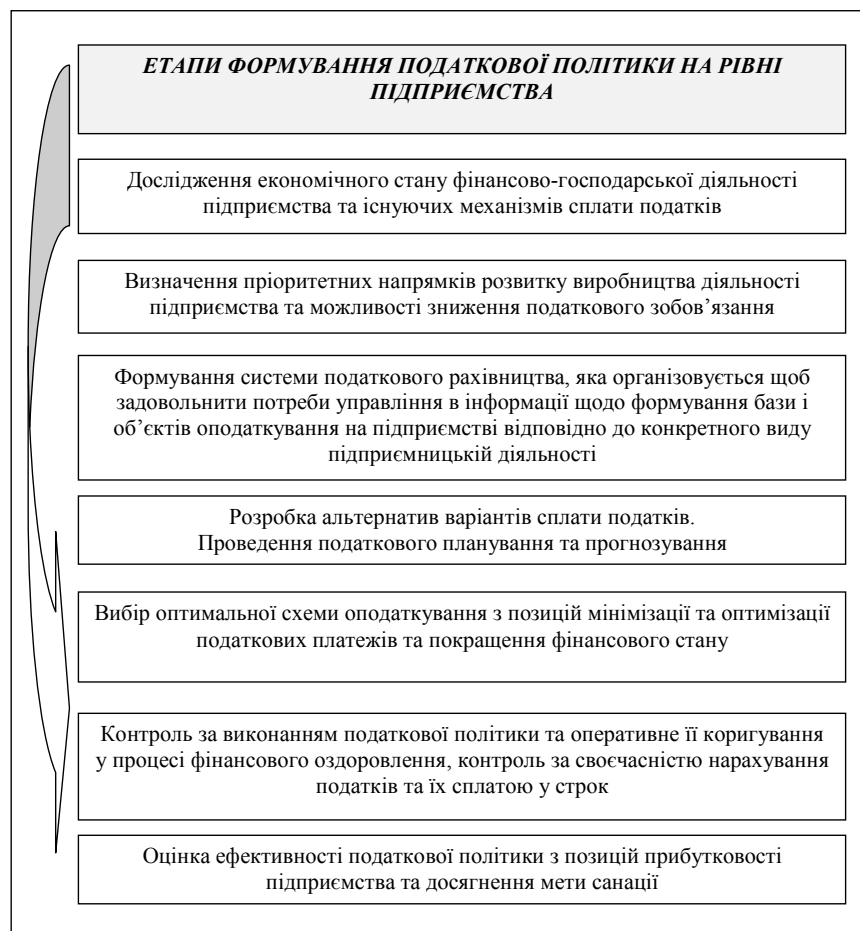 ЕТАПИ ФОРМУВАННЯ ПОДАТКОВОЇ ПОЛІТИКИ НА РІВНІ
ПІДПРИЄМСТВА
Дослідження економічного стану фінансово-господарської діяльності
підприємства та існуючих механізмів сплати податків
Визначення пріоритетних напрямків розвитку виробництва діяльності
підприємства та можливості зниження податкового зобов’язання
Формування системи податкового рахівництва, яка організовується щоб
задовольнити потреби управління в інформації щодо формування бази і
об’єктів оподаткування на підприємстві відповідно до конкретного виду
підприємницькій діяльності
Розробка альтернатив варіантів сплати податків.
Проведення податкового планування та прогнозування
Вибір оптимальної схеми оподаткування з позицій мінімізації та оптимізації
податкових платежів та покращення фінансового стану
Контроль за виконанням податкової політики та оперативне її коригування
у процесі фінансового оздоровлення, контроль за своєчасністю нарахування
податків та їх сплатою у строк
Оцінка ефективності податкової політики з позицій прибутковості
підприємства та досягнення мети санації